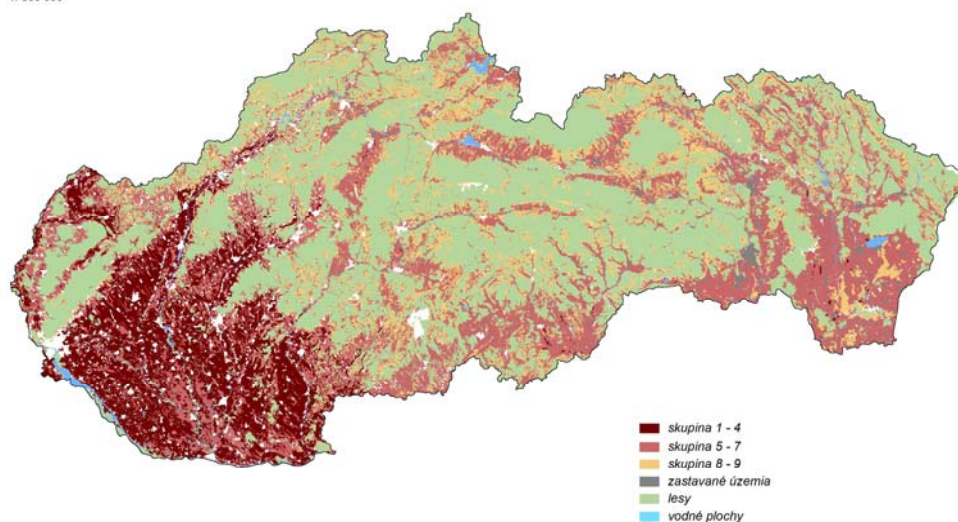 skupina 1 - 4
skupina 5 - 7
skupina 8 - 9
zastavané územia
lesy
vodné plochy